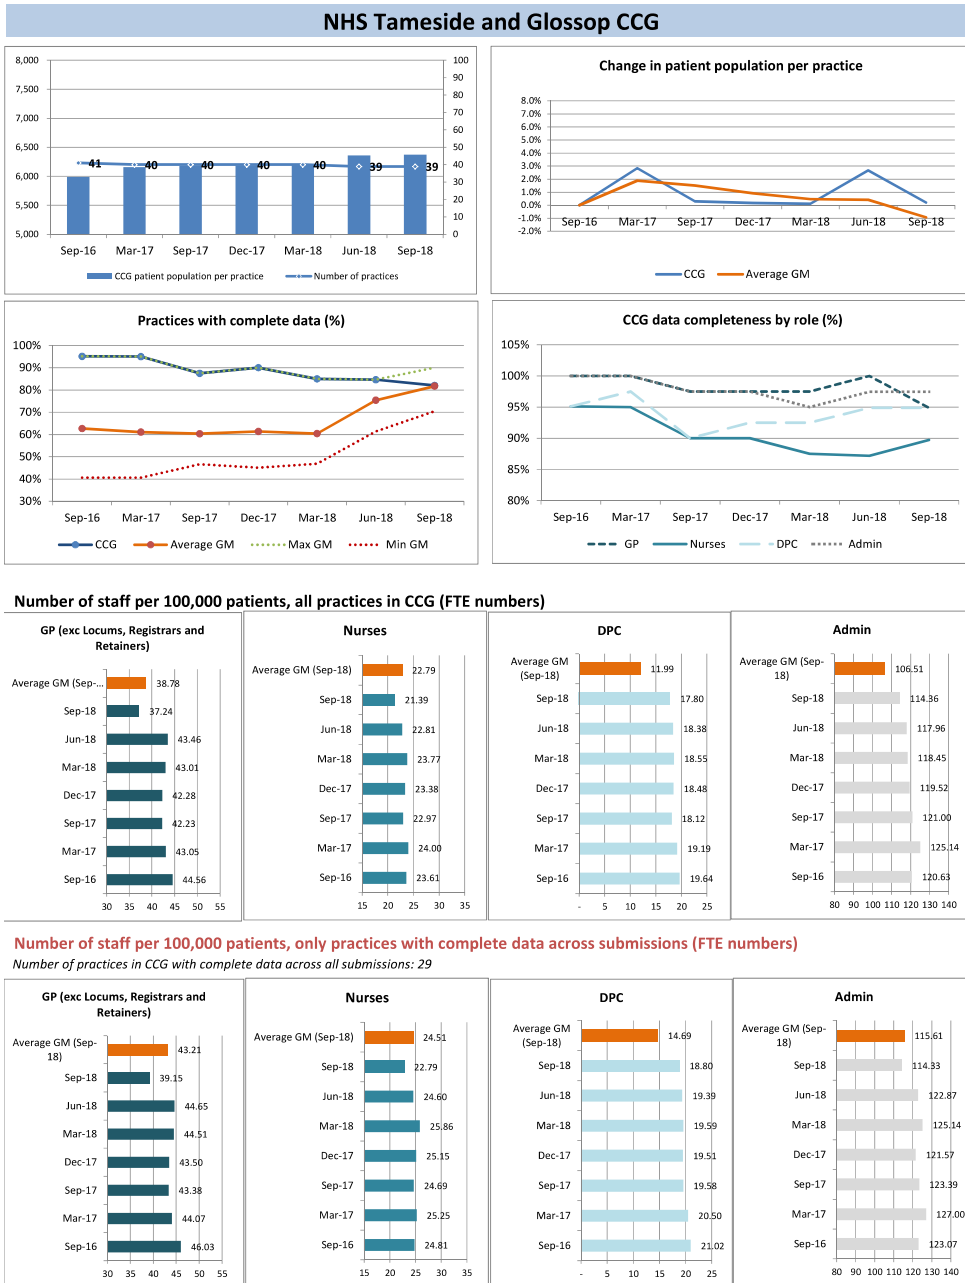 NHS Tameside and Glossop CCG
8,000
7,500
7,000
6,500
6,000
5,500
5,000
100
90
80
70
60
50
40
30
20
10
0
41
40
40
40
40
39
39
Sep-16 Mar-17 Sep-17 Dec-17 Mar-18 Jun-18 Sep-18
CCG patient population per practice Number of practices
Change in patient population per practice
8.0%
7.0%
6.0%
5.0%
4.0%
3.0%
2.0%
1.0%
0.0%
-1.0%
-2.0%
Sep-16 Mar-17 Sep-17 Dec-17 Mar-18 Jun-18 Sep-18
CCG Average GM
Practices with complete data (%)
100%
90%
80%
70%
60%
50%
40%
30%
Sep-16 Mar-17 Sep-17 Dec-17 Mar-18 Jun-18 Sep-18
CCG Average GM Max GM Min GM
CCG data completeness by role (%)
105%
100%
95%
90%
85%
80%
Sep-16 Mar-17 Sep-17 Dec-17 Mar-18 Jun-18 Sep-18
GP Nurses DPC Admin
Number of staff per 100,000 patients, all practices in CCG (FTE numbers)
GP (exc Locums, Registrars and
Retainers)
Average GM (Sep-... 38.78
Sep-18 37.24
Jun-18 43.46
Mar-18 43.01
Dec-17 42.28
Sep-17 42.23
Mar-17 43.05
Sep-16 44.56
30 35 40 45 50 55
Nurses
Average GM (Sep-18) 22.79
Sep-18 21.39
Jun-18 22.81
Mar-18 23.77
Dec-17 23.38
Sep-17 22.97
Mar-17 24.00
Sep-16 23.61
15 20 25 30 35
DPC
Average GM
(Sep-18) 11.99
Sep-18 17.80
Jun-18 18.38
Mar-18 18.55
Dec-17 18.48
Sep-17 18.12
Mar-17 19.19
Sep-16 19.64
- 5 10 15 20 25
Admin
Average GM (Sep-
18) 106.51
Sep-18 114.36
Jun-18 117.96
Mar-18 118.45
Dec-17 119.52
Sep-17 121.00
Mar-17 125.14
Sep-16 120.63
80 90 100 110 120 130 140
Number of staff per 100,000 patients, only practices with complete data across submissions (FTE numbers)
Number of practices in CCG with complete data across all submissions: 29
GP (exc Locums, Registrars and
Retainers)
Average GM (Sep-
18) 43.21
Sep-18 39.15
Jun-18 44.65
Mar-18 44.51
Dec-17 43.50
Sep-17 43.38
Mar-17 44.07
Sep-16 46.03
30 35 40 45 50 55
Nurses
Average GM (Sep-18) 24.51
Sep-18 22.79
Jun-18 24.60
Mar-18 25.86
Dec-17 25.15
Sep-17 24.69
Mar-17 25.25
Sep-16 24.81
15 20 25 30 35
DPC
Average GM
(Sep-18) 14.69
Sep-18 18.80
Jun-18 19.39
Mar-18 19.59
Dec-17 19.51
Sep-17 19.58
Mar-17 20.50
Sep-16 21.02
- 5 10 15 20 25
Admin
Average GM (Sep-
18) 115.61
Sep-18 114.33
Jun-18 122.87
Mar-18 125.14
Dec-17 121.57
Sep-17 123.39
Mar-17 127.00
Sep-16 123.07
80 90 100 110 120 130 140